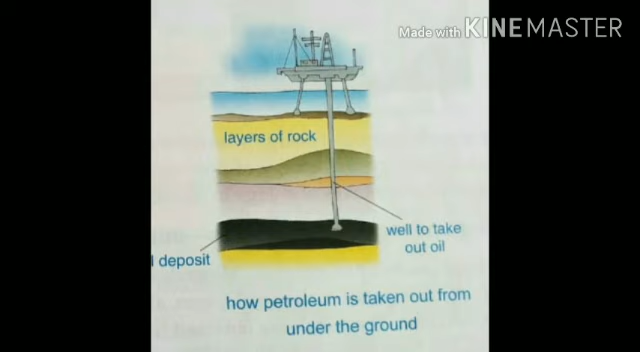 Made with KINEMASTER
layers of rock
well to take
out oil
deposit
how petroleum is taken out from
under the ground